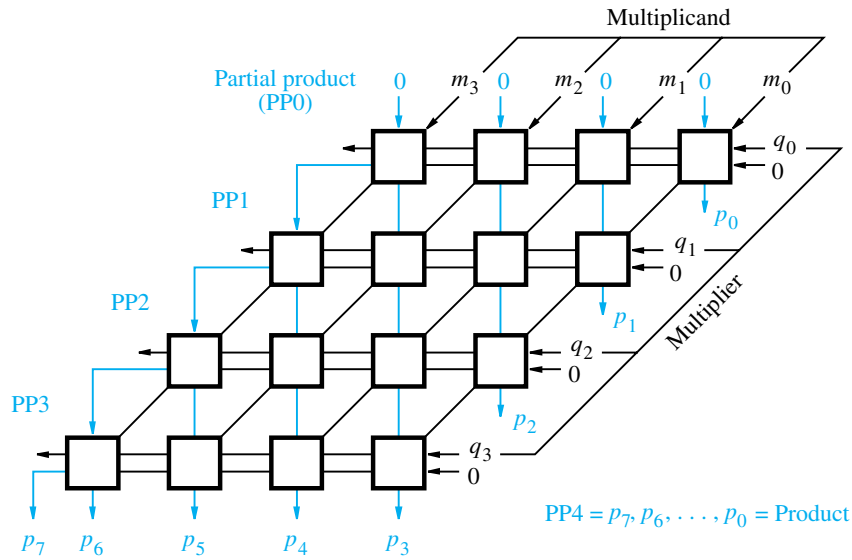 Multiplicand
Partial product
(PP0)
0 m3 0 m2 0 m1 0 m0
q0
0
PP1
p0
q1
0
PP2
p1
Multiplier
q2
0
PP3
p2
q3
0
p7 p6 p5 p4 p3
PP4 = p7, p6, . . . , p0 = Product